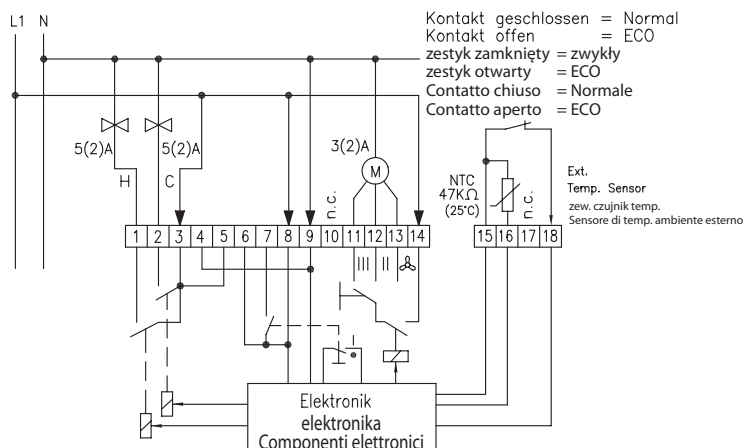 L1 N
Kontakt geschlossen = Normal
Kontakt offen = ECO
zestyk zamknięty = zwykły
zestyk otwarty = ECO
Contatto chiuso = Normale
Contatto aperto = ECO
5(2)A 5(2)A 3(2)A
M
H C
n.c.
NTC
47KΩ
(25°C)
n.c.
Ext.
Temp. Sensor
zew. czujnik temp.
Sensore di temp. ambiente esterno
1 2 3 4 5 6 7 8 9 10 11 12 13 14 15 16 17 18
III II I
Elektronik
elektronika
Componenti elettronici